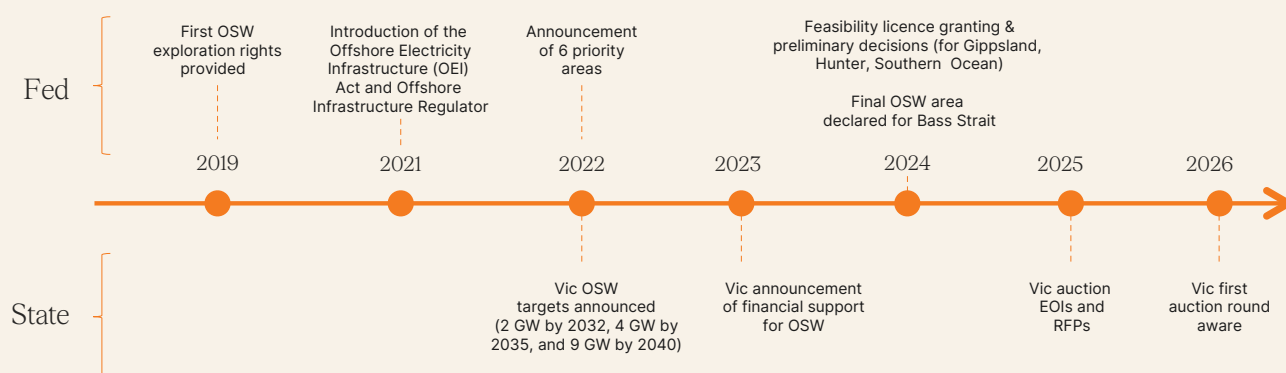 Fed
First OSW
exploration rights
provided
Introduction of the
Offshore Electricity
Infrastructure (OEI)
Act and Offshore
Infrastructure Regulator
Announcement
of 6 priority
areas
Feasibility licence granting &
preliminary decisions (for Gippsland,
Hunter, Southern Ocean)
Final OSW area
declared for Bass Strait
2019
2021
2022
2023
2024
2025
2026
State
Vic OSW
targets announced
(2 GW by 2032, 4 GW by
2035, and 9 GW by 2040)
Vic announcement
of financial support
for OSW
Vic auction
EOIs and
RFPs
Vic first
auction round
aware